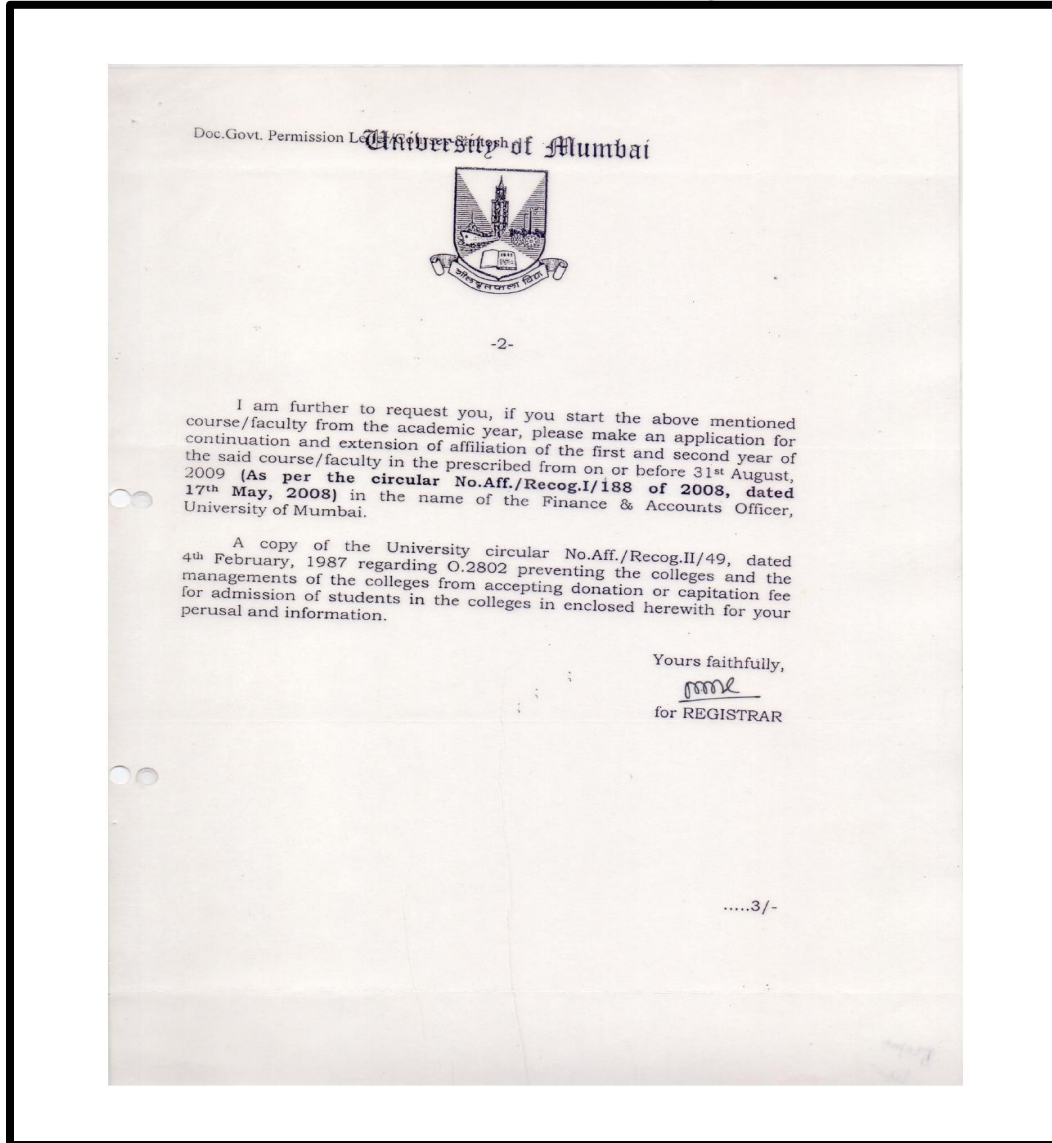 Doc.Govt. Permission Letter/Courses-Santosh
University of Mumbai
-2-
I am further to request you, if you start the above mentioned
course/faculty from the academic year, please make an application for
continuation and extension of affiliation of the first and second year of
the said course/faculty in the prescribed from on or before 31st August,
2009 (As per the circular No.Aff./Recog.I/188 of 2008, dated
17th May, 2008) in the name of the Finance & Accounts Officer,
University of Mumbai.
A copy of the University circular No.Aff./Recog.II/49, dated
4th February, 1987 regarding O.2802 preventing the colleges and the
managements of the colleges from accepting donation or capitation fee
for admission of students in the colleges in enclosed herewith for your
perusal and information.
Yours faithfully,
for REGISTRAR
.....3/-